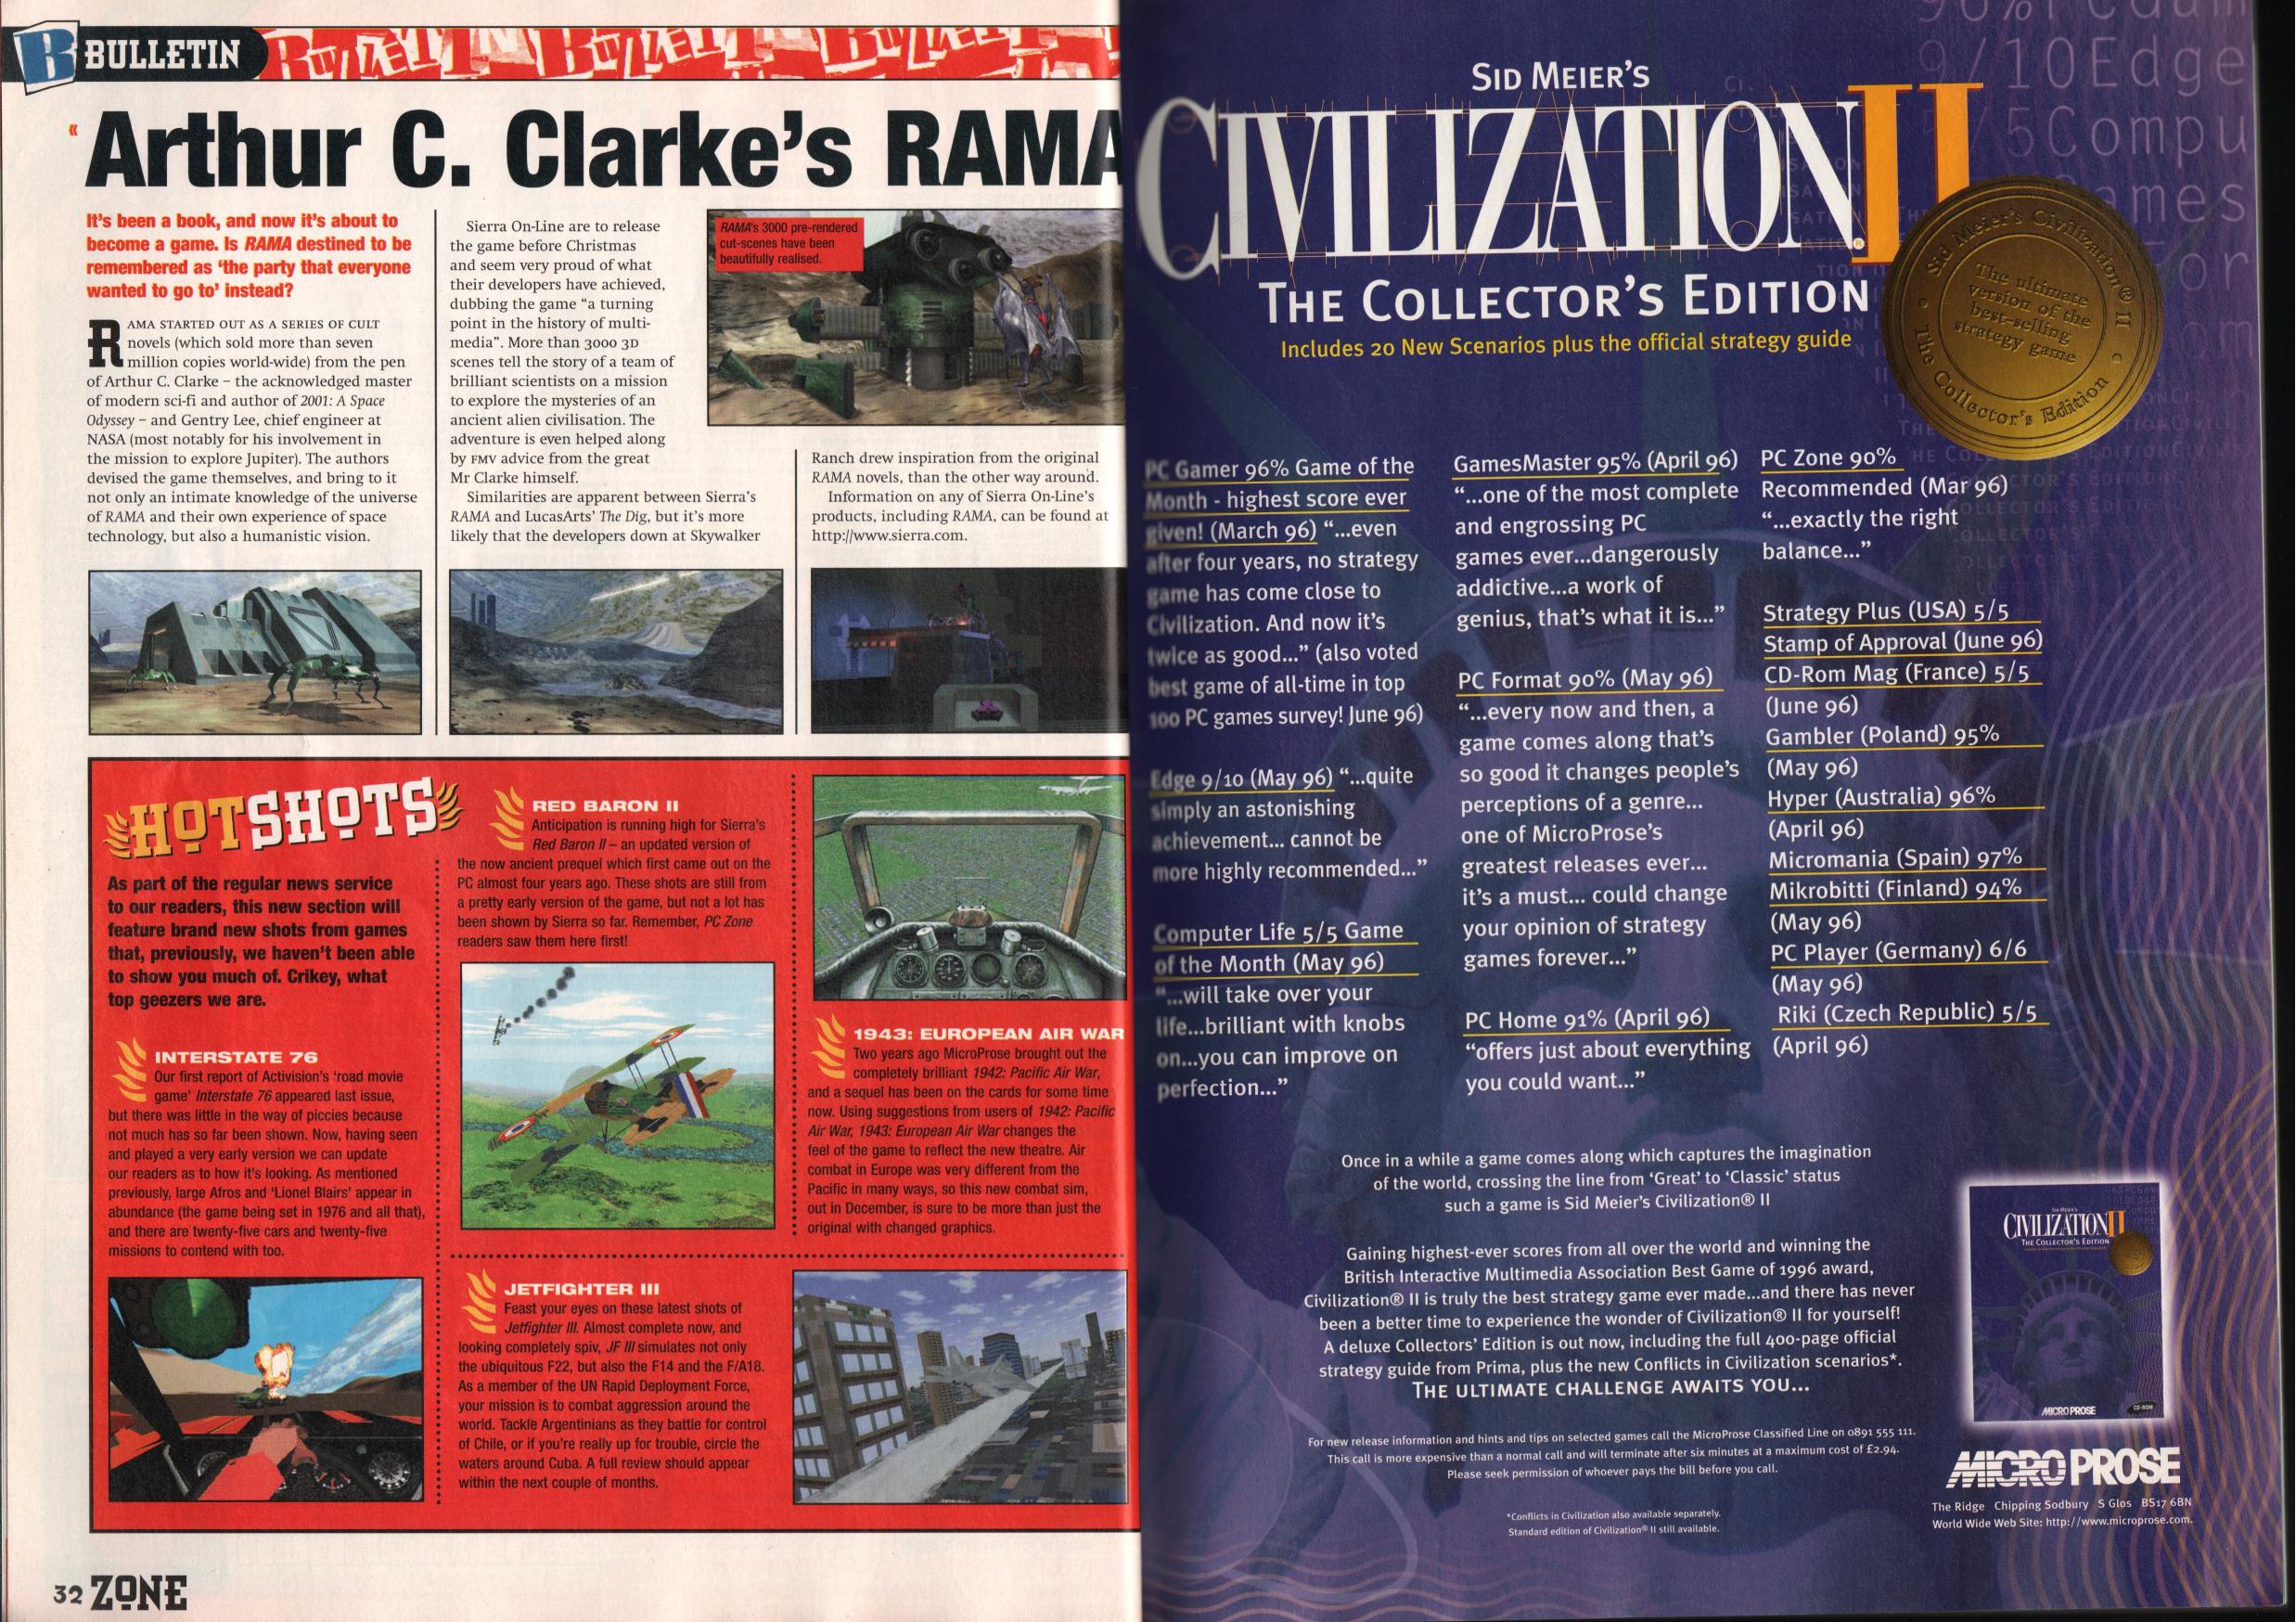 BULLETIN
« Arthur C. Clarke's RAMA
It's been a book, and now it's about to
become a game. Is RAMA destined to be
remembered as 'the party that everyone
wanted to go to' instead?
RAMA STARTED OUT AS A SERIES OF CULT
novels (which sold more than seven
million copies world-wide) from the pen
of Arthur C. Clarke – the acknowledged master
of modern sci-fi and author of 2001: A Space
Odyssey – and Gentry Lee, chief engineer at
NASA (most notably for his involvement in
the mission to explore Jupiter). The authors
devised the game themselves, and bring to it
not only an intimate knowledge of the universe
of RAMA and their own experience of space
technology, but also a humanistic vision.
Sierra On-Line are to release
the game before Christmas
and seem very proud of what
their developers have achieved,
dubbing the game "a turning
point in the history of multi-
media". More than 3000 3D
scenes tell the story of a team of
brilliant scientists on a mission
to explore the mysteries of an
ancient alien civilisation. The
adventure is even helped along
by FMV advice from the great
Mr Clarke himself.
Similarities are apparent between Sierra's
RAMA and LucasArts' The Dig, but it's more
likely that the developers down at Skywalker
RAMA's 3000 pre-rendered
cut-scenes have been
beautifully realised.
Ranch drew inspiration from the original
RAMA novels, than the other way around.
Information on any of Sierra On-Line's
products, including RAMA, can be found at
http://www.sierra.com.
HOTSHOTS
As part of the regular news service
to our readers, this new section will
feature brand new shots from games
that, previously, we haven't been able
to show you much of. Crikey, what
top geezers we are.
INTERSTATE 76
Our first report of Activision's 'road movie
game' Interstate 76 appeared last issue,
but there was little in the way of piccies because
not much has so far been shown. Now, having seen
and played a very early version we can update
our readers as to how it's looking. As mentioned
previously, large Afros and 'Lionel Blairs' appear in
abundance (the game being set in 1976 and all that),
and there are twenty-five cars and twenty-five
missions to contend with too.
RED BARON II
Anticipation is running high for Sierra's
Red Baron II – an updated version of
the now ancient prequel which first came out on the
PC almost four years ago. These shots are still from
a pretty early version of the game, but not a lot has
been shown by Sierra so far. Remember, PC Zone
readers saw them here first!
1943: EUROPEAN AIR WAR
Two years ago MicroProse brought out the
completely brilliant 1942: Pacific Air War,
and a sequel has been on the cards for some time
now. Using suggestions from users of 1942: Pacific
Air War, 1943: European Air War changes the
feel of the game to reflect the new theatre. Air
combat in Europe was very different from the
Pacific in many ways, so this new combat sim,
out in December, is sure to be more than just the
original with changed graphics.
JETFIGHTER III
Feast your eyes on these latest shots of
Jetfighter III. Almost complete now, and
looking completely spiv, JF III simulates not only
the ubiquitous F22, but also the F14 and the F/A18.
As a member of the UN Rapid Deployment Force,
your mission is to combat aggression around the
world. Tackle Argentinians as they battle for control
of Chile, or if you're really up for trouble, circle the
waters around Cuba. A full review should appear
within the next couple of months.
32 ZONE
SID MEIER'S
CIVILIZATION® II
THE COLLECTOR'S EDITION
Includes 20 New Scenarios plus the official strategy guide
Sid Meier's Civilization® II
The ultimate
version of the
best-selling
strategy game
The Collector's Edition
PC Gamer 96% Game of the
Month - highest score ever
given! (March 96) "...even
after four years, no strategy
game has come close to
Civilization. And now it's
twice as good..." (also voted
best game of all-time in top
100 PC games survey! June 96)
Edge 9/10 (May 96) "...quite
simply an astonishing
achievement... cannot be
more highly recommended..."
Computer Life 5/5 Game
of the Month (May 96)
"...will take over your
life...brilliant with knobs
on...you can improve on
perfection..."
GamesMaster 95% (April 96)
"...one of the most complete
and engrossing PC
games ever...dangerously
addictive...a work of
genius, that's what it is..."
PC Format 90% (May 96)
"...every now and then, a
game comes along that's
so good it changes people's
perceptions of a genre...
one of MicroProse's
greatest releases ever...
it's a must... could change
your opinion of strategy
games forever..."
PC Home 91% (April 96)
"offers just about everything
you could want..."
PC Zone 90%
Recommended (Mar 96)
"...exactly the right
balance..."
Strategy Plus (USA) 5/5
Stamp of Approval (June 96)
CD-Rom Mag (France) 5/5
(June 96)
Gambler (Poland) 95%
(May 96)
Hyper (Australia) 96%
(April 96)
Micromania (Spain) 97%
Mikrobitti (Finland) 94%
(May 96)
PC Player (Germany) 6/6
(May 96)
Riki (Czech Republic) 5/5
(April 96)
Once in a while a game comes along which captures the imagination
of the world, crossing the line from 'Great' to 'Classic' status
such a game is Sid Meier's Civilization® II
Gaining highest-ever scores from all over the world and winning the
British Interactive Multimedia Association Best Game of 1996 award,
Civilization® II is truly the best strategy game ever made...and there has never
been a better time to experience the wonder of Civilization® II for yourself!
A deluxe Collectors' Edition is out now, including the full 400-page official
strategy guide from Prima, plus the new Conflicts in Civilization scenarios*.
THE ULTIMATE CHALLENGE AWAITS YOU...
For new release information and hints and tips on selected games call the MicroProse Classified Line on 0891 555 111.
This call is more expensive than a normal call and will terminate after six minutes at a maximum cost of £2.94.
Please seek permission of whoever pays the bill before you call.
*Conflicts in Civilization also available separately.
Standard edition of Civilization® II still available.
CIVILIZATION II
THE COLLECTOR'S EDITION
MICROPROSE
CD-ROM
MICROPROSE
The Ridge Chipping Sodbury S Glos BS17 6BN
World Wide Web Site: http://www.microprose.com.